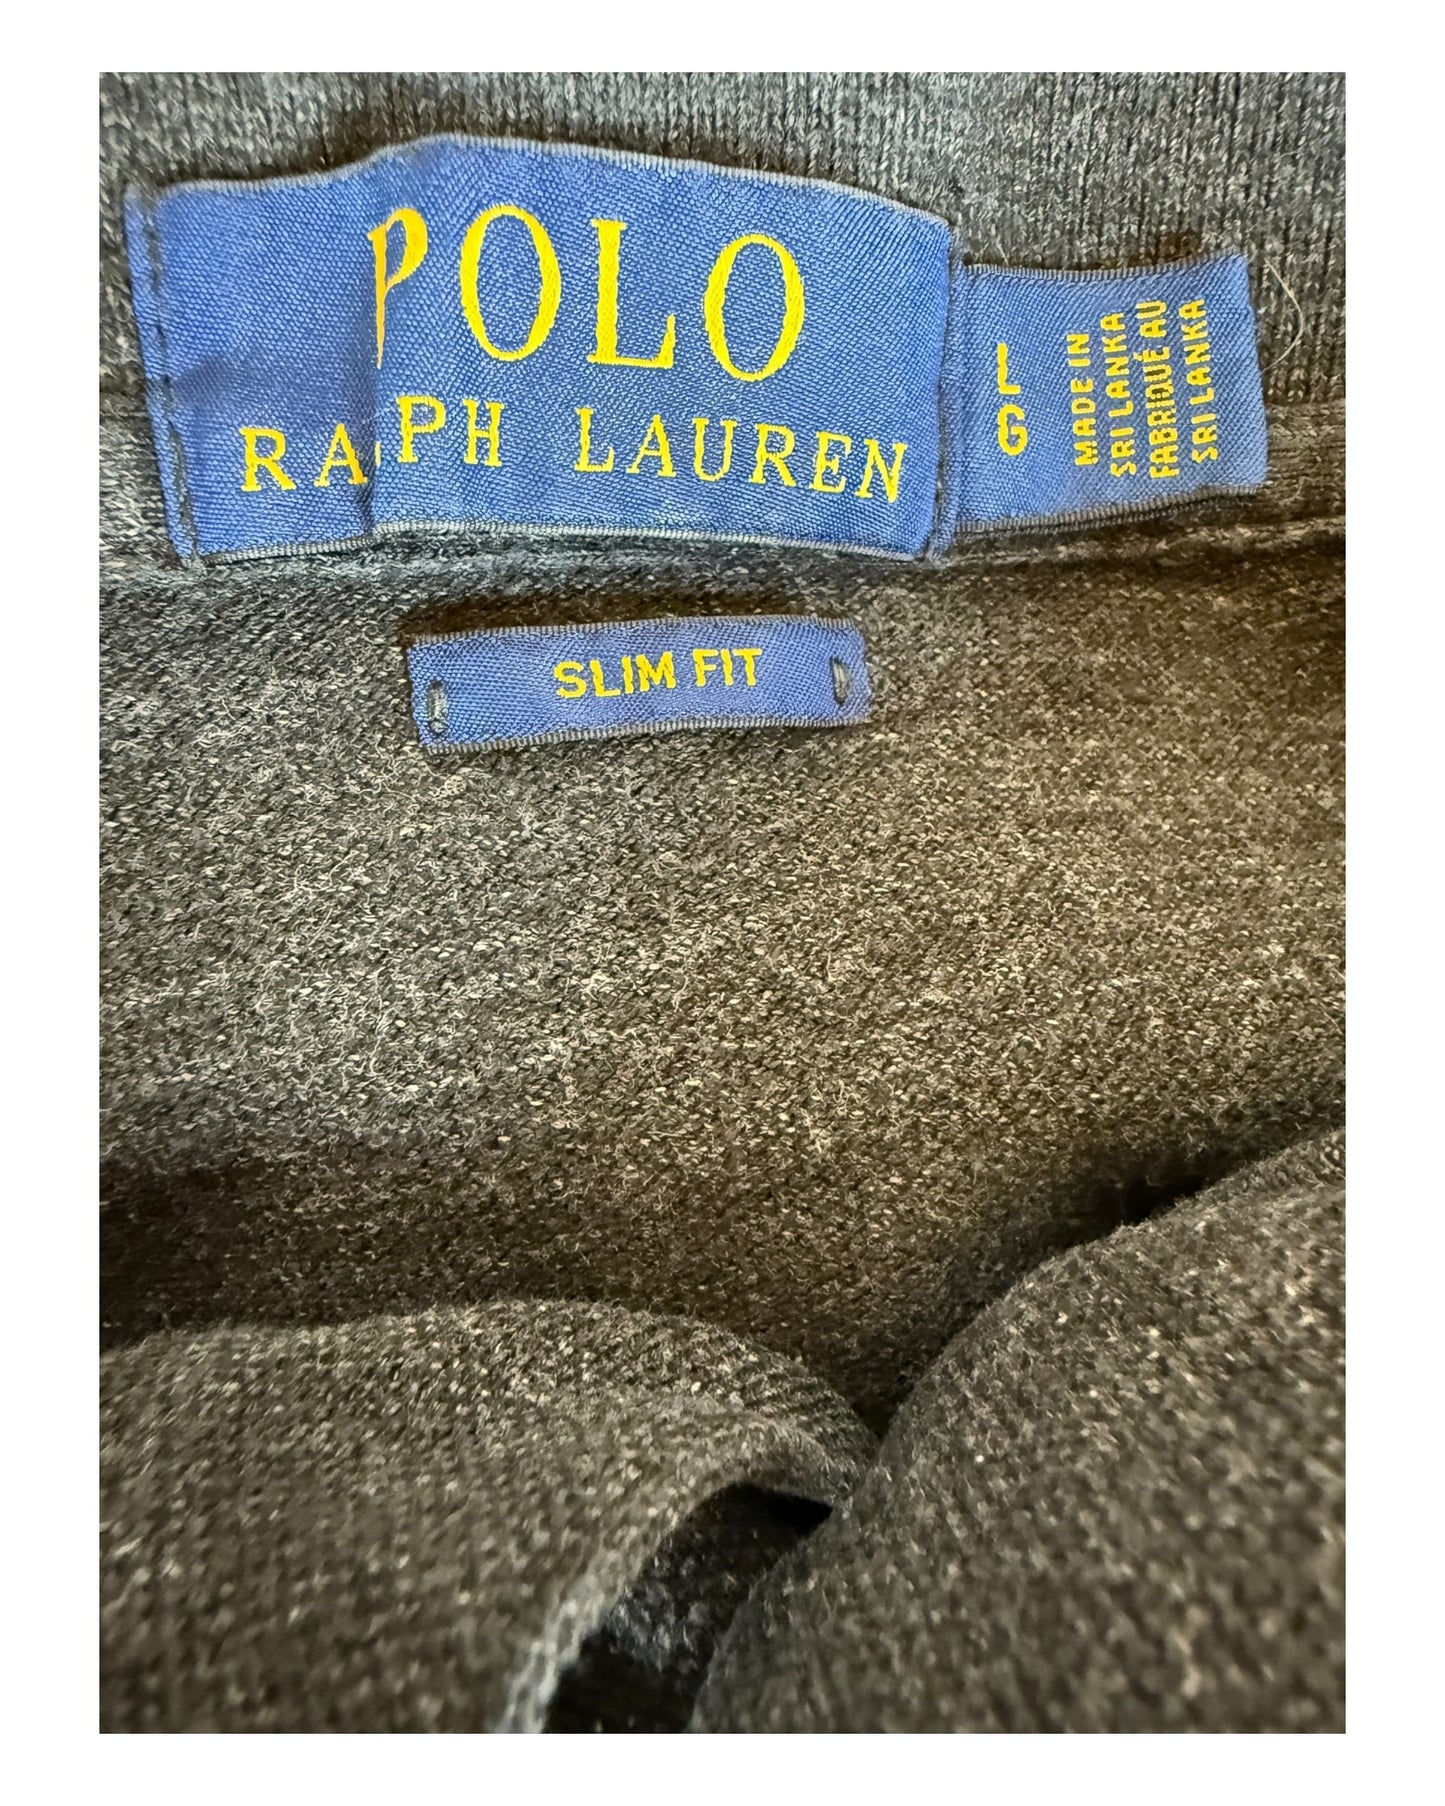 POLO
RALPH LAUREN
L
G
MADE IN
SRI LANKA
FABRIQUÉ AU
SRI LANKA
SLIM FIT